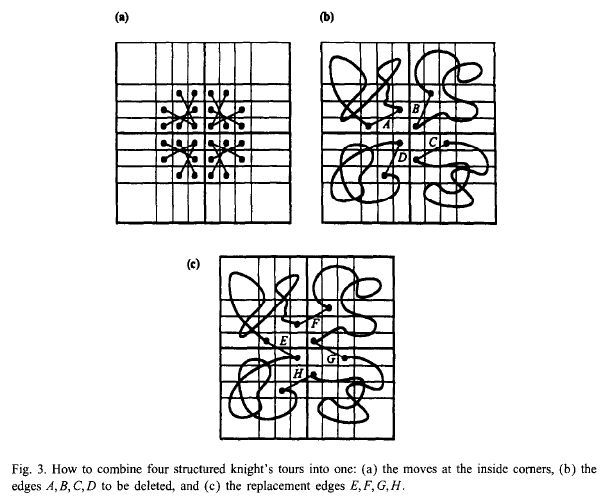 (a)
(b)
A
B
C
D
(c)
F
E
G
H
Fig. 3. How to combine four structured knight's tours into one: (a) the moves at the inside corners, (b) the
edges A, B, C, D to be deleted, and (c) the replacement edges E, F, G, H.